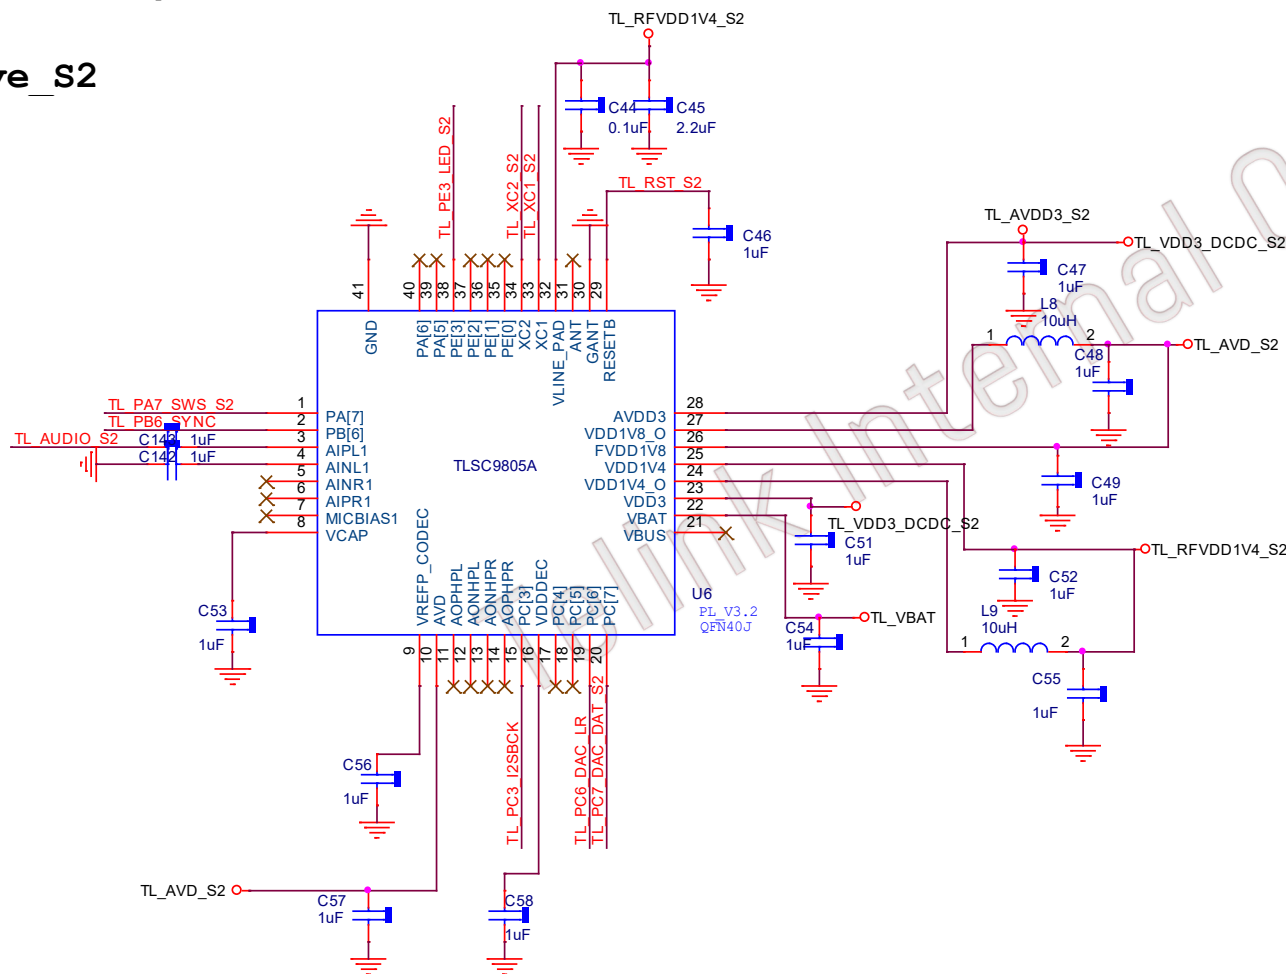 TL_RFVDD1V4_S2
ve_S2
C44
0.1uF
C45
2.2uF
TL_PE3_LED_S2
TL_XC2_S2
TL_XC1_S2
TL_RST_S2
C46
1uF
TL_AVDD3_S2
TL_VDD3_DCDC_S2
C47
1uF
L8
10uH
1
2
C48
1uF
TL_AVD_S2
41
40
39
38
37
36
35
34
33
32
31
30
29
GND
PA[6]
PA[5]
PE[3]
PE[2]
PE[1]
PE[0]
XC2
XC1
VLINE_PAD
ANT
GANT
RESETB
TL_PA7_SWS_S2
1
PA[7]
TL_PB6_SYNC
2
PB[6]
TL_AUDIO_S2
1uF
3
AIPL1
C142
1uF
4
AINL1
5
AINR1
6
AIPR1
7
MICBIAS1
8
VCAP
TLSC9805A
28
AVDD3
27
VDD1V8_O
26
FVDD1V8
25
VDD1V4
24
VDD1V4_O
23
VDD3
22
VBAT
21
VBUS
C49
1uF
TL_VDD3_DCDC_S2
C51
1uF
TL_RFVDD1V4_S2
C52
1uF
L9
10uH
1
2
VREFP_CODEC
AVD
AOPHPL
AONHPL
AONHPR
AOPHPR
PC[3]
VDDDEC
PC[4]
PC[5]
PC[6]
PC[7]
U6
PL_V3.2
QFN40J
C53
1uF
C54
1uF
TL_VBAT
C55
1uF
9
10
11
12
13
14
15
16
17
18
19
20
TL_PC3_I2SBCK
TL_PC6_DAC_LR
TL_PC7_DAC_DAT_S2
C56
1uF
TL_AVD_S2
C57
1uF
C58
1uF
Telink Internal